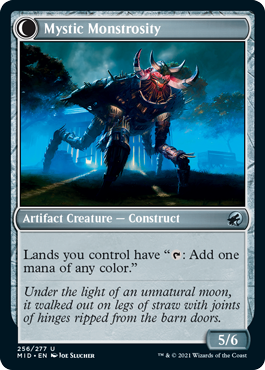 Mystic Monstrosity
Artifact Creature — Construct
Lands you control have “: Add one
mana of any color.”
Under the light of an unnatural moon,
it walked out on legs of straw with joints
of hinges ripped from the barn doors.
5/6
256/277 U
MID • EN Joe Slucher
™ & © 2021 Wizards of the Coast